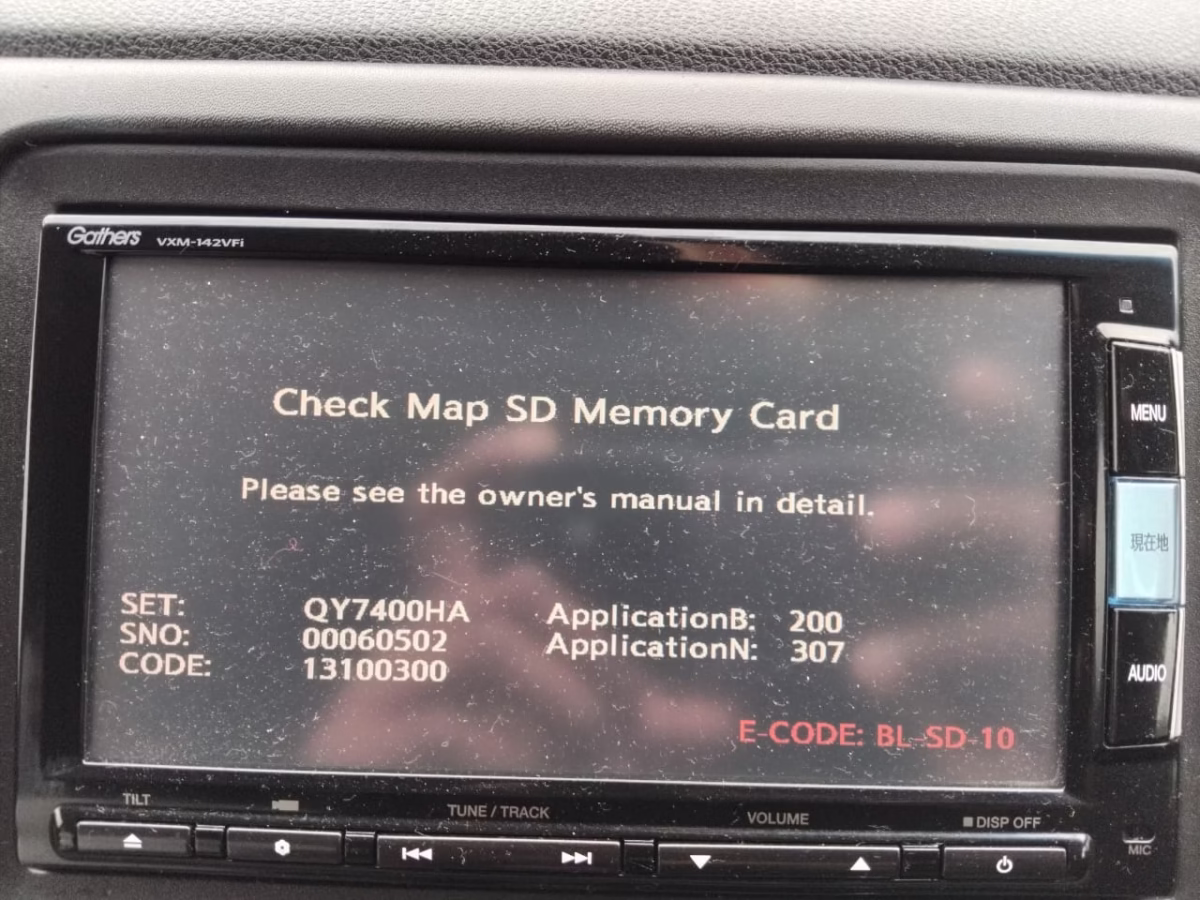 Gathers VXM-142VFi
Check Map SD Memory Card
Please see the owner's manual in detail.
SET: QY7400HA ApplicationB: 200
SNO: 00060502 ApplicationN: 307
CODE: 13100300
E-CODE: BL-SD-10
MENU
現在地
AUDIO
TILT
TUNE / TRACK
VOLUME
DISP OFF
MIC